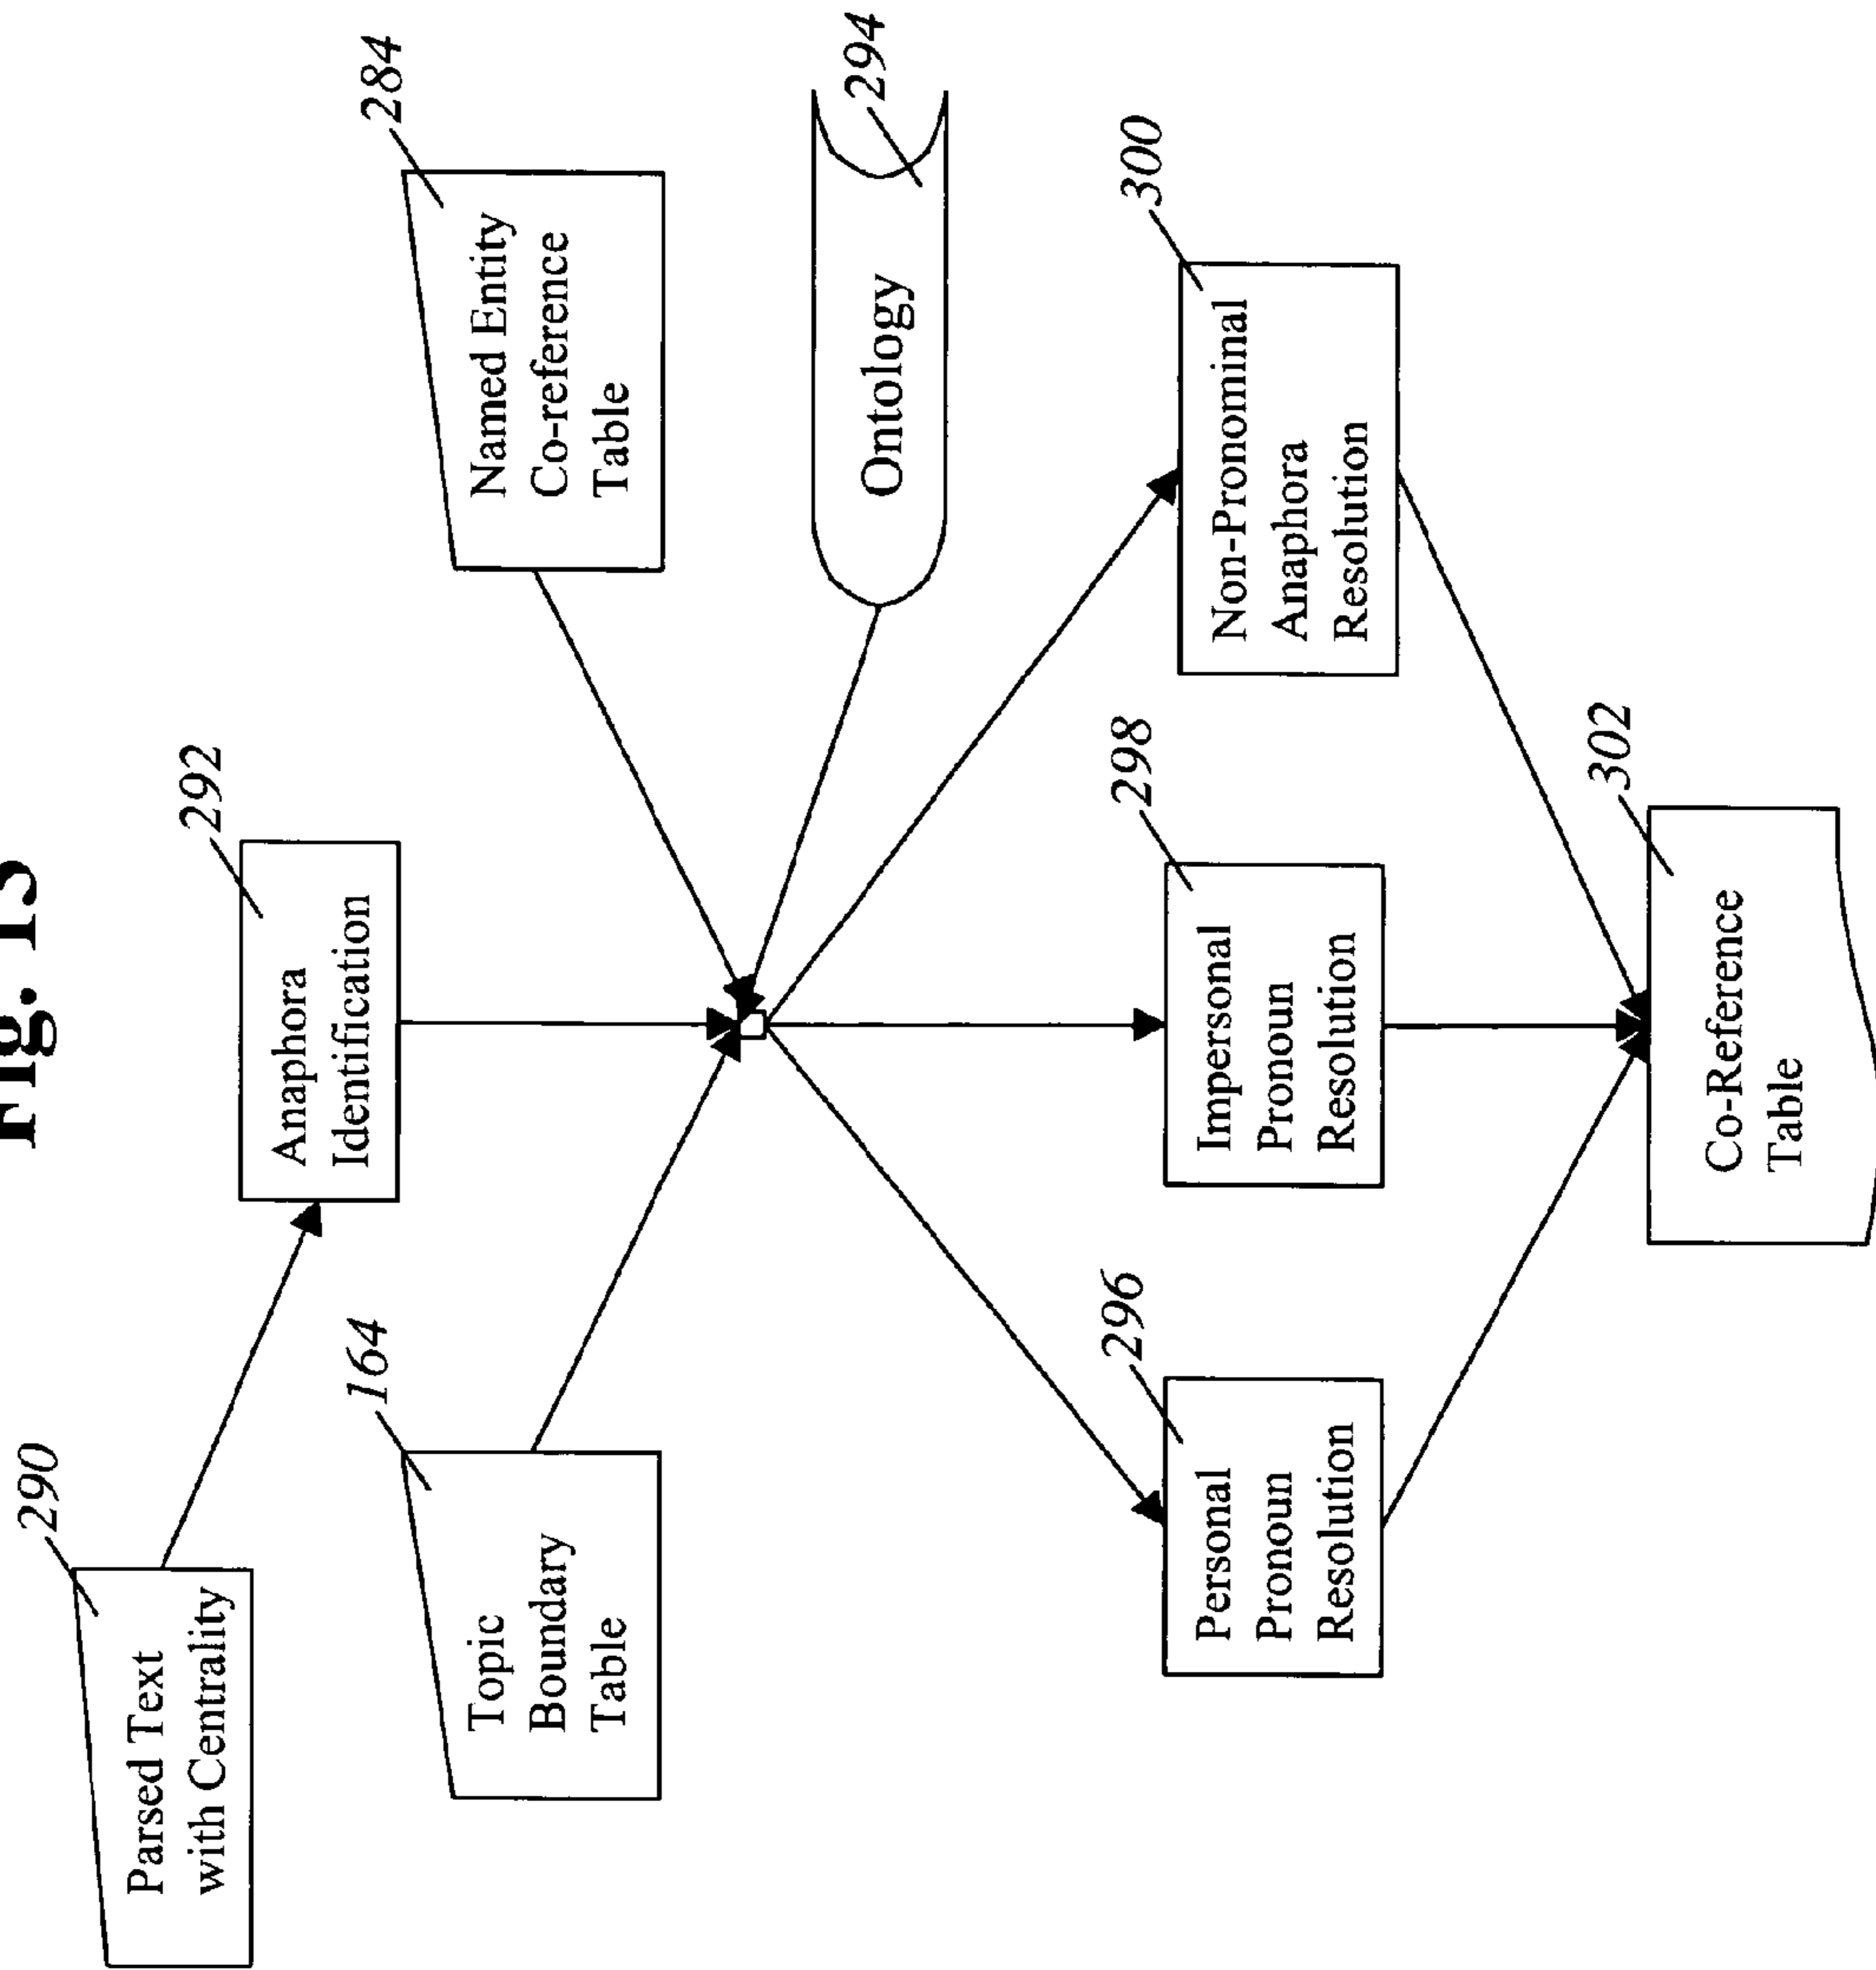 Fig.
290
Parsed Text
with Centrality
292
Anaphora
Identification
164
Topic
Boundary
Table
284
Named Entity
Co-reference
Table
294
Ontology
296
Personal
Pronoun
Resolution
298
Impersonal
Pronoun
Resolution
300
Non-Pronominal
Anaphora
Resolution
302
Co-Reference
Table